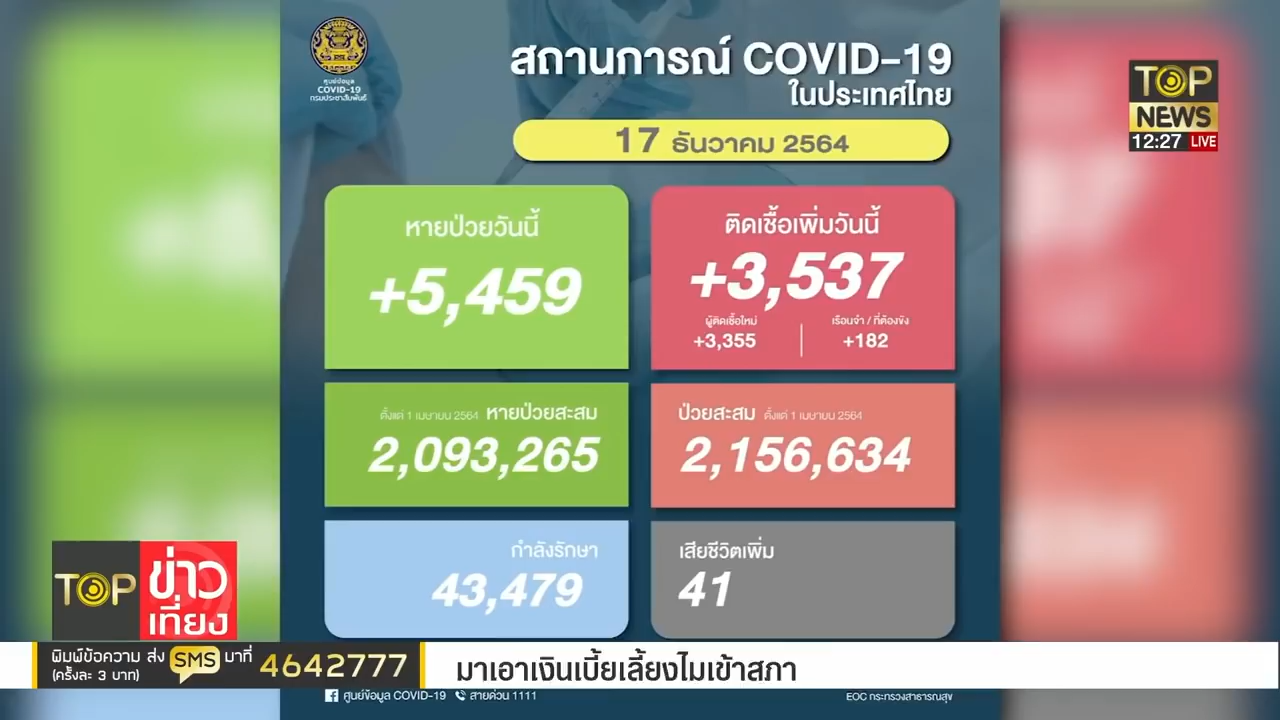 ศูนย์ข้อมูล
COVID-19
กรมประชาสัมพันธ์
สถานการณ์ COVID-19
ในประเทศไทย
17 ธันวาคม 2564
TOP
NEWS
12:27 LIVE
หายป่วยวันนี้
+5,459
ติดเชื้อเพิ่มวันนี้
+3,537
ผู้ติดเชื้อใหม่
+3,355
เรือนจำ / ที่ต้องขัง
+182
ตั้งแต่ 1 เมษายน 2564 หายป่วยสะสม
2,093,265
ป่วยสะสม ตั้งแต่ 1 เมษายน 2564
2,156,634
กำลังรักษา
43,479
เสียชีวิตเพิ่ม
41
TOP ข่าว
เที่ยง
พิมพ์ข้อความ ส่ง SMS มาที่ 4642777
(ครั้งละ 3 บาท)
มาเอาเงินเบี้ยเลี้ยงไมเข้าสภา
ศูนย์ข้อมูล COVID-19 สายด่วน 1111
EOC กระทรวงสาธารณสุข